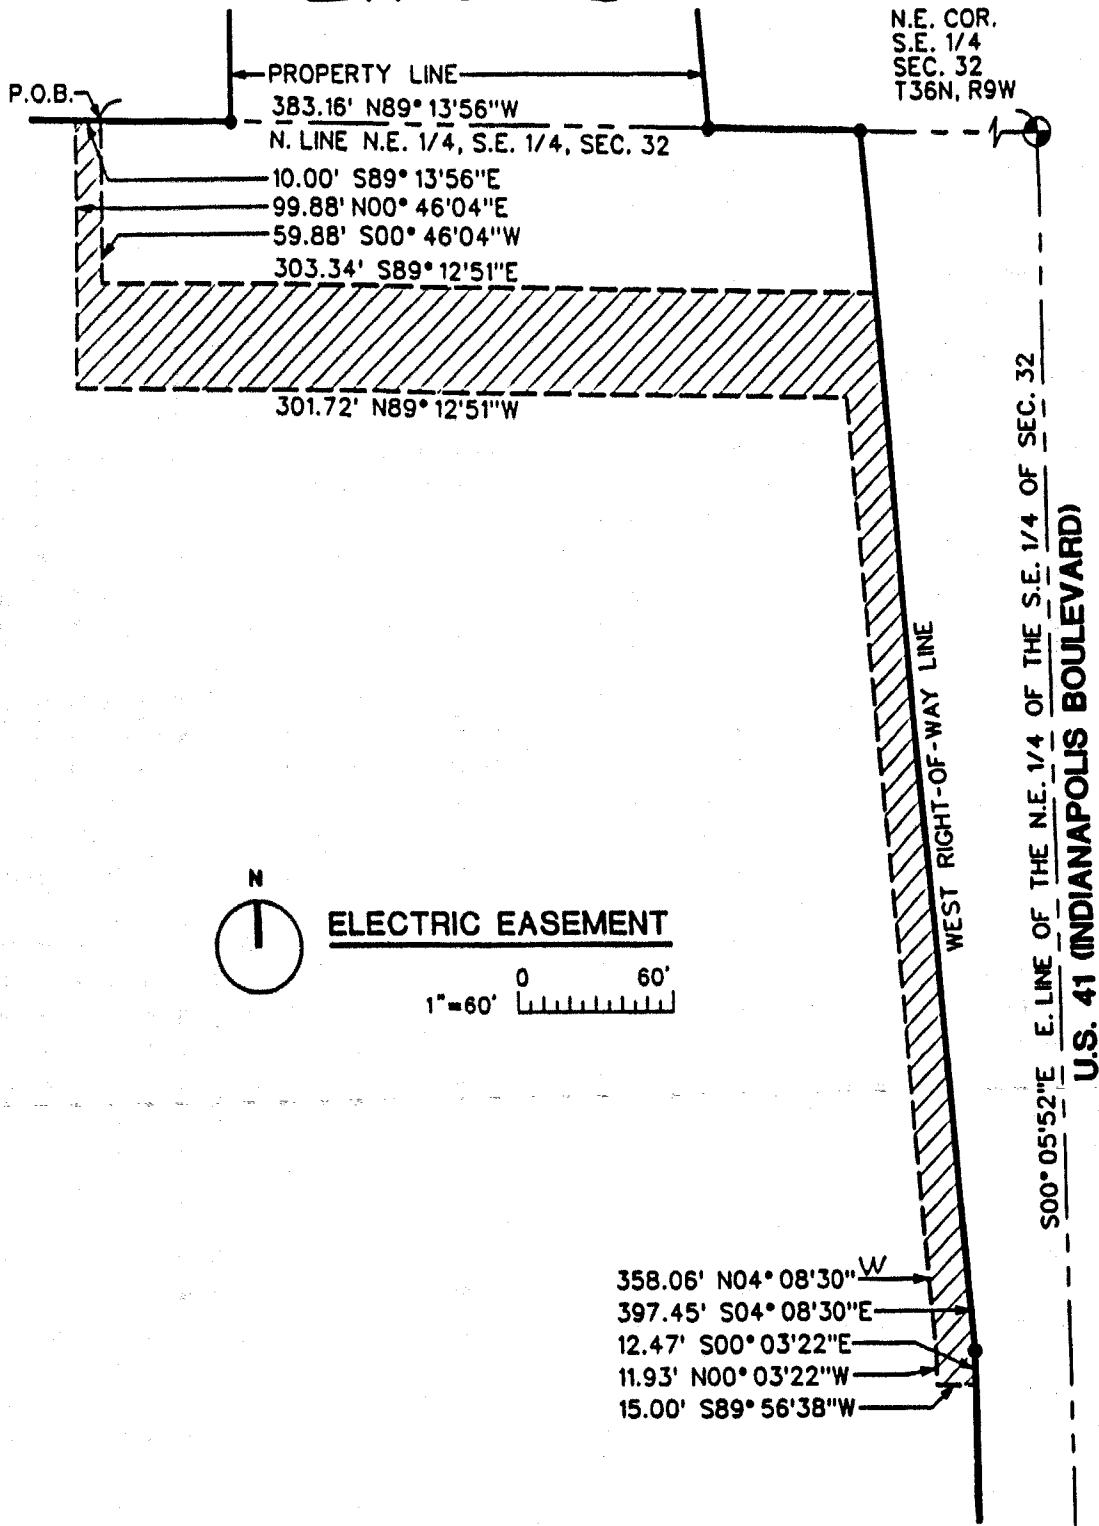 N.E. COR.
S.E. 1/4
SEC. 32
T36N, R9W
PROPERTY LINE
P.O.B.
383.16' N89° 13'56"W
N. LINE N.E. 1/4, S.E. 1/4, SEC. 32
10.00' S89° 13'56"E
99.88' N00° 46'04"E
59.88' S00° 46'04"W
303.34' S89° 12'51"E
301.72' N89° 12'51"W
WEST RIGHT-OF-WAY LINE
S00° 05'52"E E. LINE OF THE N.E. 1/4 OF THE S.E. 1/4 OF SEC. 32
U.S. 41 (INDIANAPOLIS BOULEVARD)
N
ELECTRIC EASEMENT
0 60'
1"=60'
358.06' N04° 08'30" W
397.45' S04° 08'30"E
12.47' S00° 03'22"E
11.93' N00° 03'22"W
15.00' S89° 56'38"W